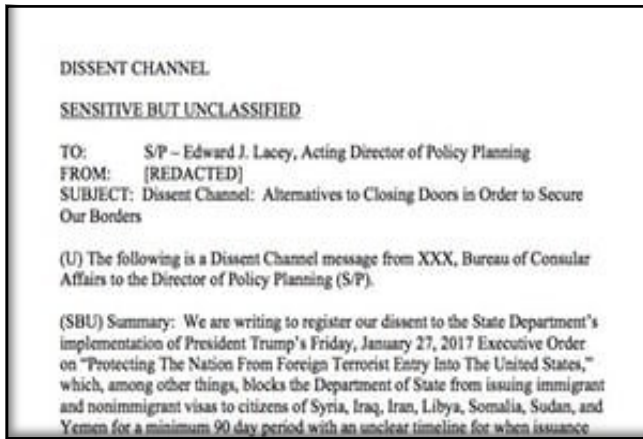 DISSENT CHANNEL
SENSITIVE BUT UNCLASSIFIED
TO: S/P – Edward J. Lacey, Acting Director of Policy Planning
FROM: [REDACTED]
SUBJECT: Dissent Channel: Alternatives to Closing Doors in Order to Secure
Our Borders
(U) The following is a Dissent Channel message from XXX, Bureau of Consular
Affairs to the Director of Policy Planning (S/P).
(SBU) Summary: We are writing to register our dissent to the State Department's
implementation of President Trump's Friday, January 27, 2017 Executive Order
on "Protecting The Nation From Foreign Terrorist Entry Into The United States,"
which, among other things, blocks the Department of State from issuing immigrant
and nonimmigrant visas to citizens of Syria, Iraq, Iran, Libya, Somalia, Sudan, and
Yemen for a minimum 90 day period with an unclear timeline for when issuance